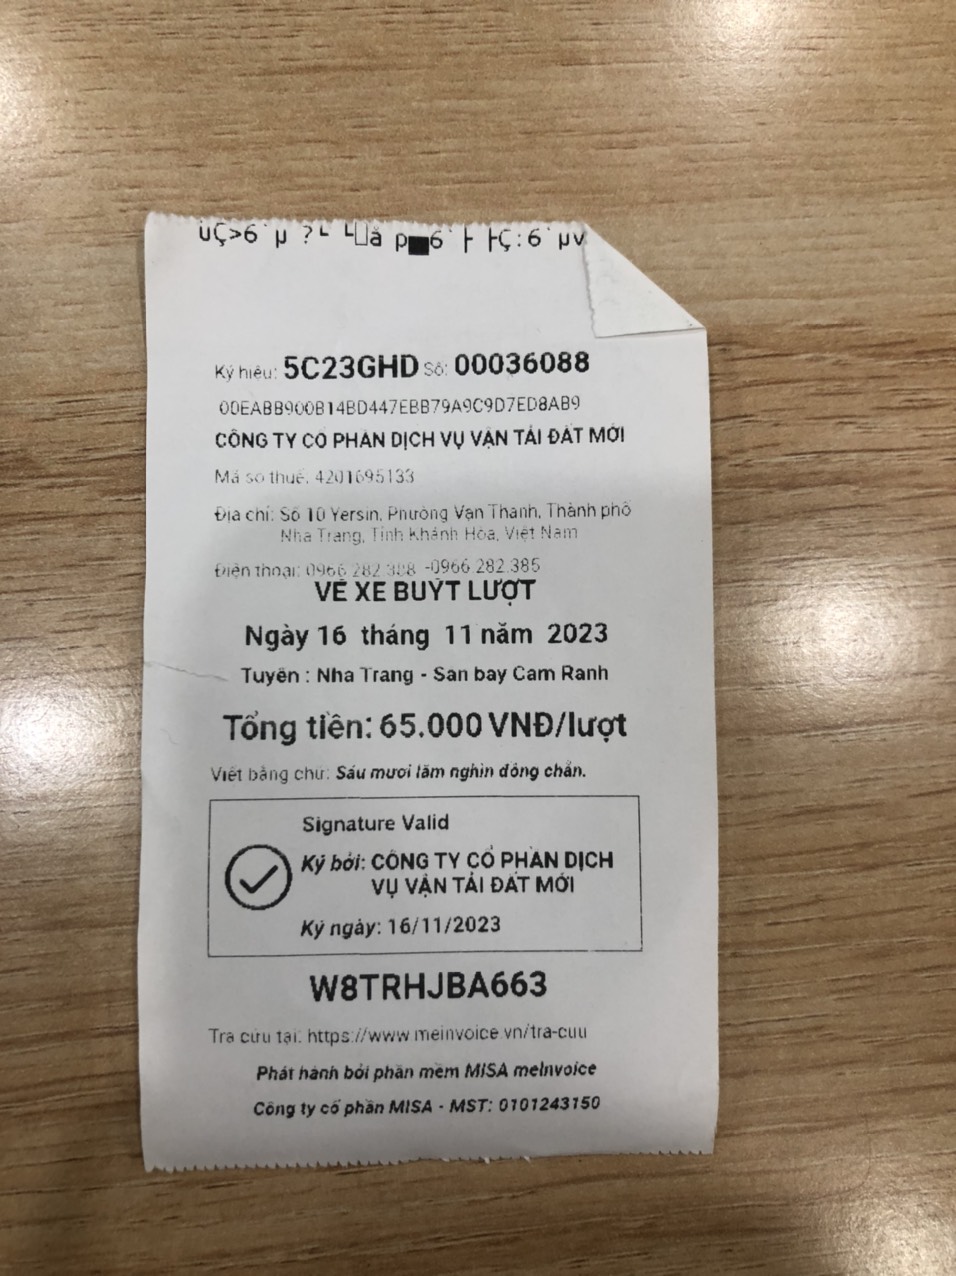 Ký hiệu: 5C23GHD Số: 00036088
00EABB900B14BD447EBB79A9C9D7ED8AB9
CÔNG TY CỔ PHẦN DỊCH VỤ VẬN TẢI ĐẤT MỚI
Mã số thuế: 4201695133
Địa chỉ: Số 10 Yersin, Phường Vạn Thạnh, Thành phố
Nha Trang, Tỉnh Khánh Hòa, Việt Nam
Điện thoại: 0966.282.388 -0966.282.385
VÉ XE BUÝT LƯỢT
Ngày 16 tháng 11 năm 2023
Tuyến : Nha Trang - Sân bay Cam Ranh
Tổng tiền: 65.000 VNĐ/lượt
Viết bằng chữ: Sáu mươi lăm nghìn đồng chẵn.
Signature Valid
Ký bởi: CÔNG TY CỔ PHẦN DỊCH
VỤ VẬN TẢI ĐẤT MỚI
Ký ngày: 16/11/2023
W8TRHJBA663
Tra cứu tại: https://www.meinvoice.vn/tra-cuu
Phát hành bởi phần mềm MISA meInvoice
Công ty cổ phần MISA - MST: 0101243150